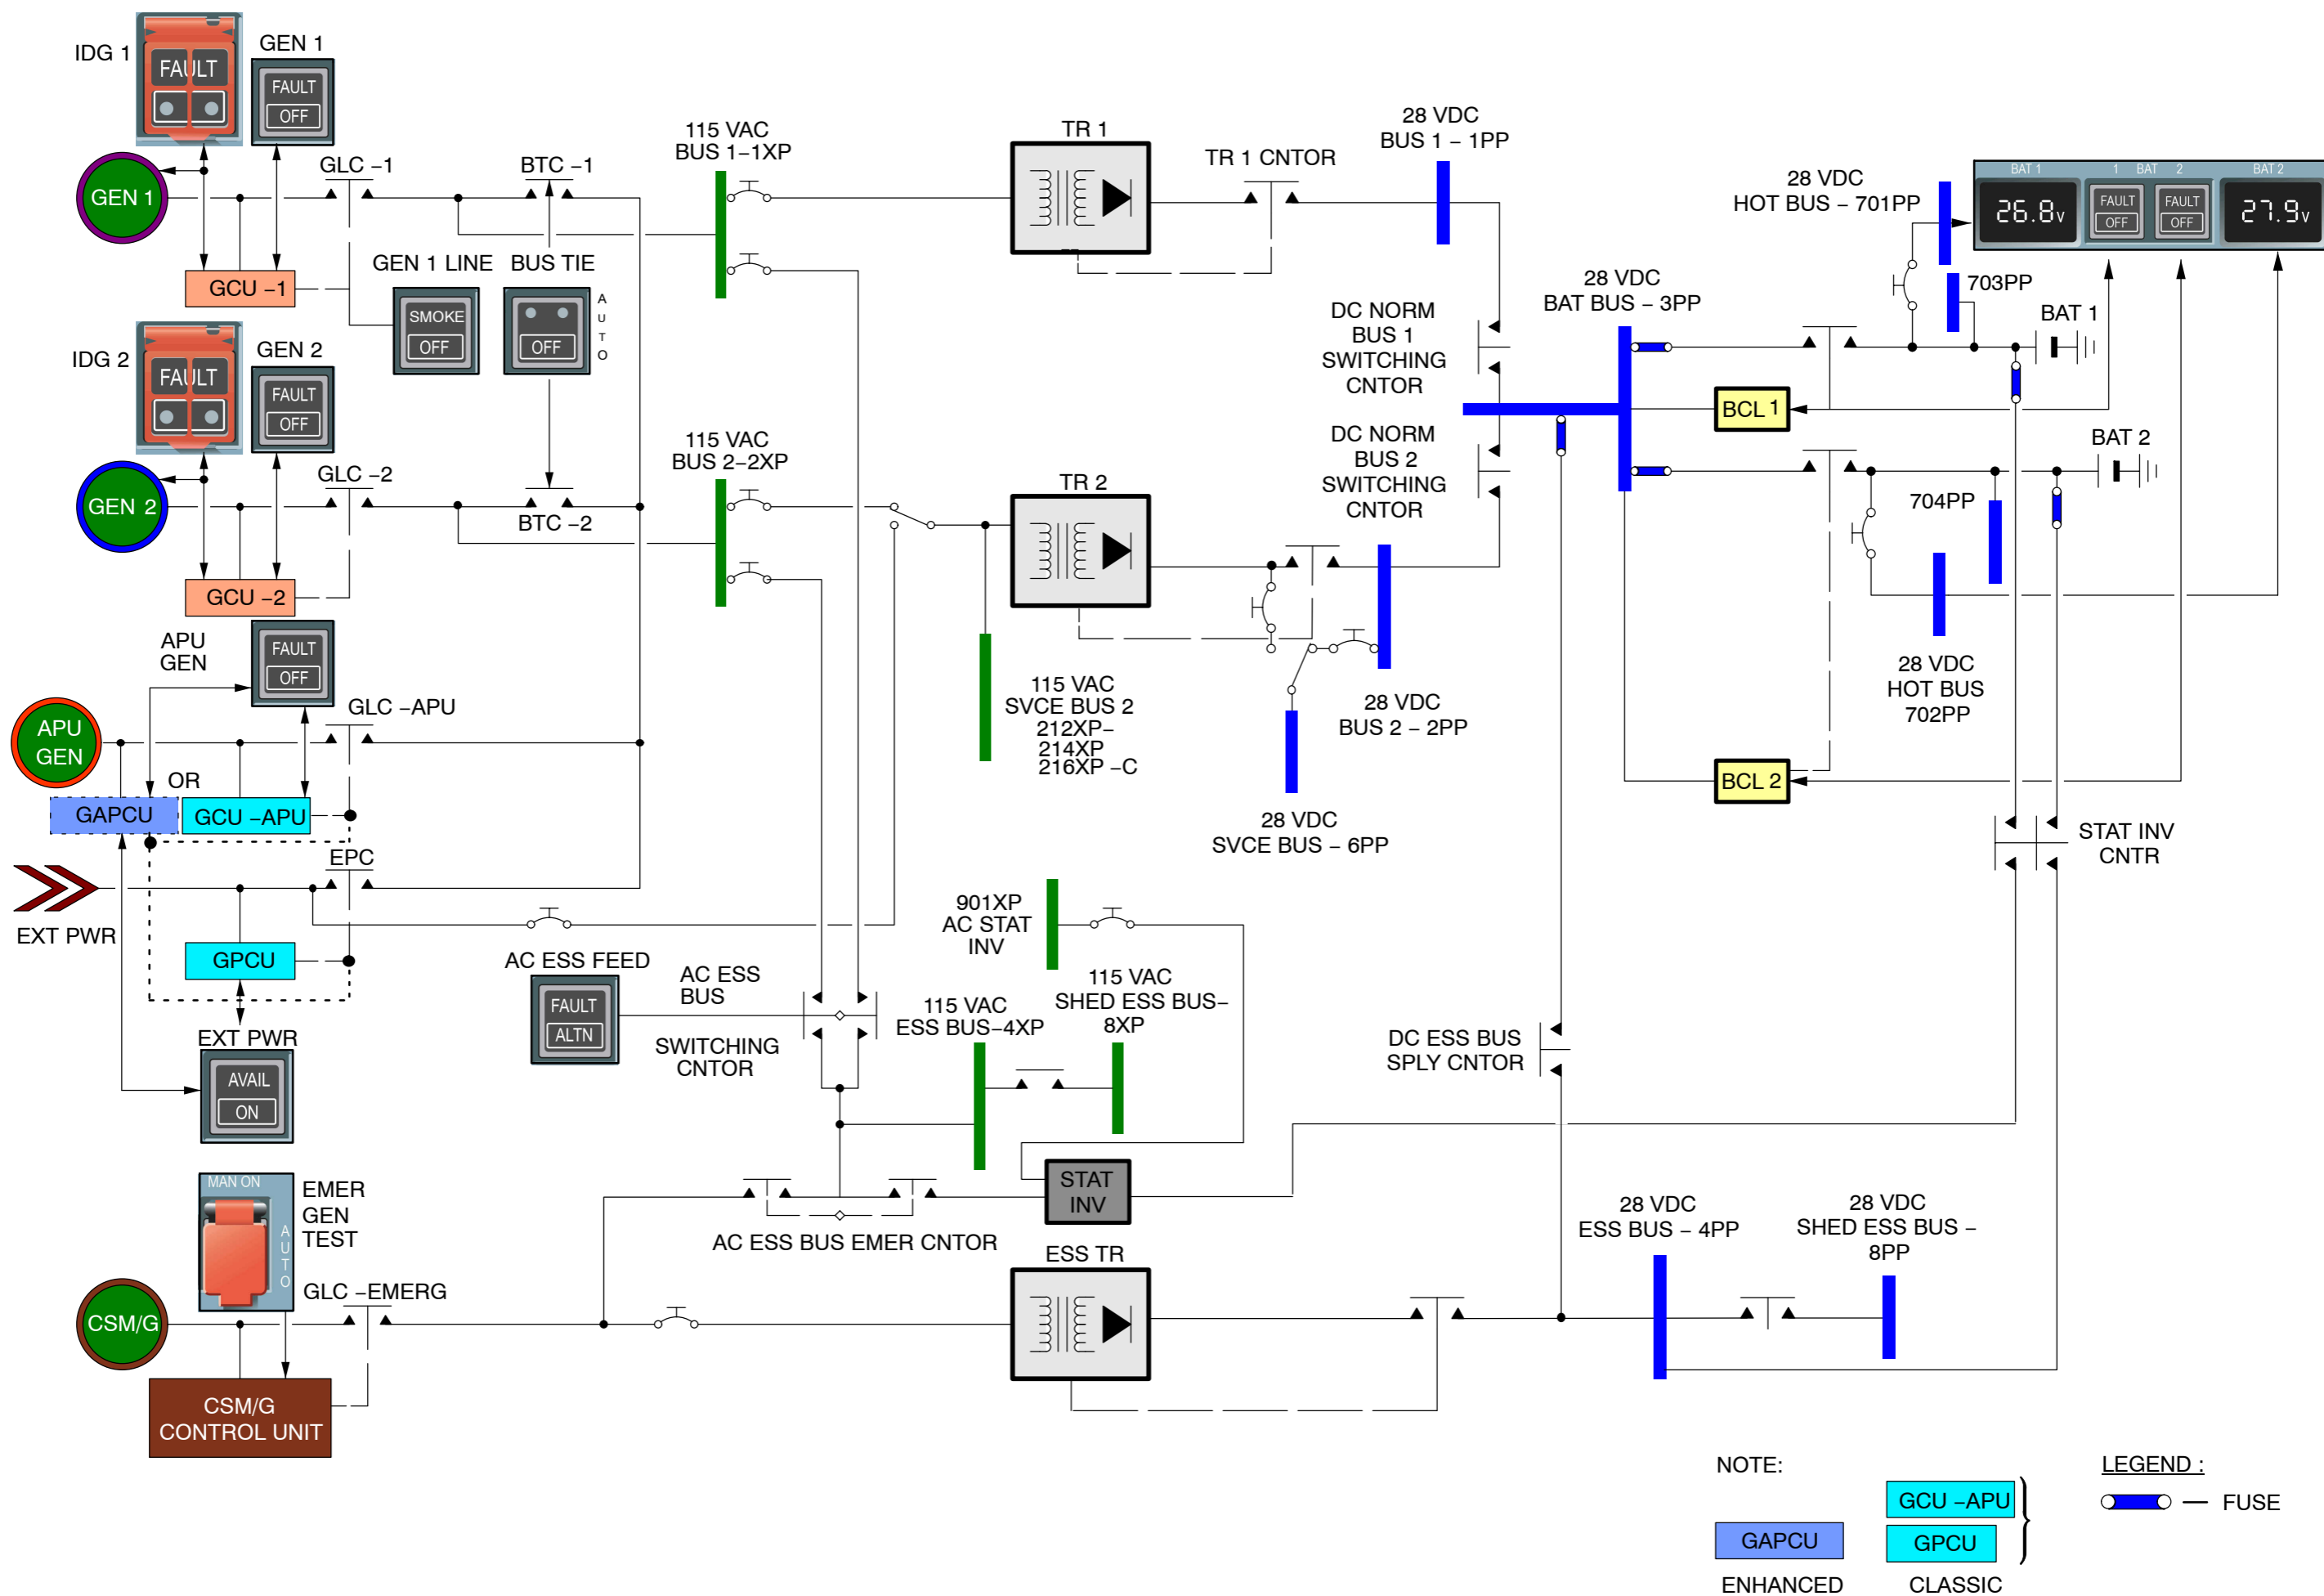 IDG 1
FAULT
GEN 1
FAULT
OFF
GEN 1
GLC –1
BTC –1
GCU –1
GEN 1 LINE
SMOKE
OFF
BUS TIE
OFF
AUTO
IDG 2
FAULT
GEN 2
FAULT
OFF
GEN 2
GLC –2
BTC –2
GCU –2
APU
GEN
FAULT
OFF
APU
GEN
GLC –APU
OR
GAPCU
GCU –APU
EPC
EXT PWR
GPCU
EXT PWR
AVAIL
ON
MAN ON
AUTO
EMER
GEN
TEST
CSM/G
GLC –EMERG
CSM/G
CONTROL UNIT
115 VAC
BUS 1–1XP
115 VAC
BUS 2–2XP
AC ESS FEED
FAULT
ALTN
AC ESS
BUS
SWITCHING
CNTOR
AC ESS BUS EMER CNTOR
TR 1
TR 1 CNTOR
28 VDC
BUS 1 – 1PP
TR 2
115 VAC
SVCE BUS 2
212XP–
214XP
216XP –C
28 VDC
BUS 2 – 2PP
28 VDC
SVCE BUS – 6PP
901XP
AC STAT
INV
115 VAC
ESS BUS–4XP
115 VAC
SHED ESS BUS–
8XP
STAT
INV
ESS TR
DC NORM
BUS 1
SWITCHING
CNTOR
DC NORM
BUS 2
SWITCHING
CNTOR
28 VDC
BAT BUS – 3PP
28 VDC
HOT BUS – 701PP
BAT 1
1 BAT 2
BAT 2
26.8V
FAULT
OFF
FAULT
OFF
27.9V
703PP
BAT 1
BCL 1
BAT 2
704PP
28 VDC
HOT BUS
702PP
BCL 2
STAT INV
CNTR
DC ESS BUS
SPLY CNTOR
28 VDC
ESS BUS – 4PP
28 VDC
SHED ESS BUS –
8PP
NOTE:
GAPCU
ENHANCED
GCU –APU
GPCU
CLASSIC
LEGEND :
— FUSE